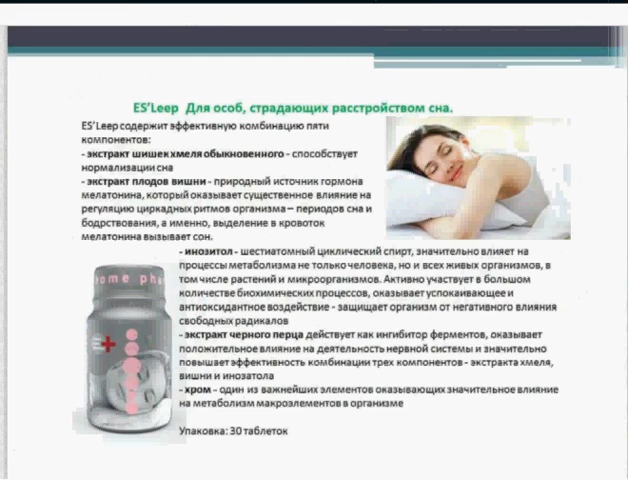 ES’Leep Для особ, страдающих расстройством сна.
ES’Leep содержит эффективную комбинацию пяти
компонентов:
- экстракт шишек хмеля обыкновенного - способствует
нормализации сна
- экстракт плодов вишни - природный источник гормона
мелатонина, который оказывает существенное влияние на
регуляцию циркадных ритмов организма – периодов сна и
бодрствования, а именно, выделение в кровоток
мелатонина вызывает сон.
- инозитол - шестиатомный циклический спирт, значительно влияет на
процессы метаболизма не только человека, но и всех живых организмов, в
том числе растений и микроорганизмов. Активно участвует в большом
количестве биохимических процессов, оказывает успокаивающее и
антиоксидантное воздействие - защищает организм от негативного влияния
свободных радикалов
- экстракт черного перца действует как ингибитор ферментов, оказывает
положительное влияние на деятельность нервной системы и значительно
повышает эффективность комбинации трех компонентов - экстракта хмеля,
вишни и инозатола
- хром - один из важнейших элементов оказывающих значительное влияние
на метаболизм макроэлементов в организме
Упаковка: 30 таблеток
ome pha